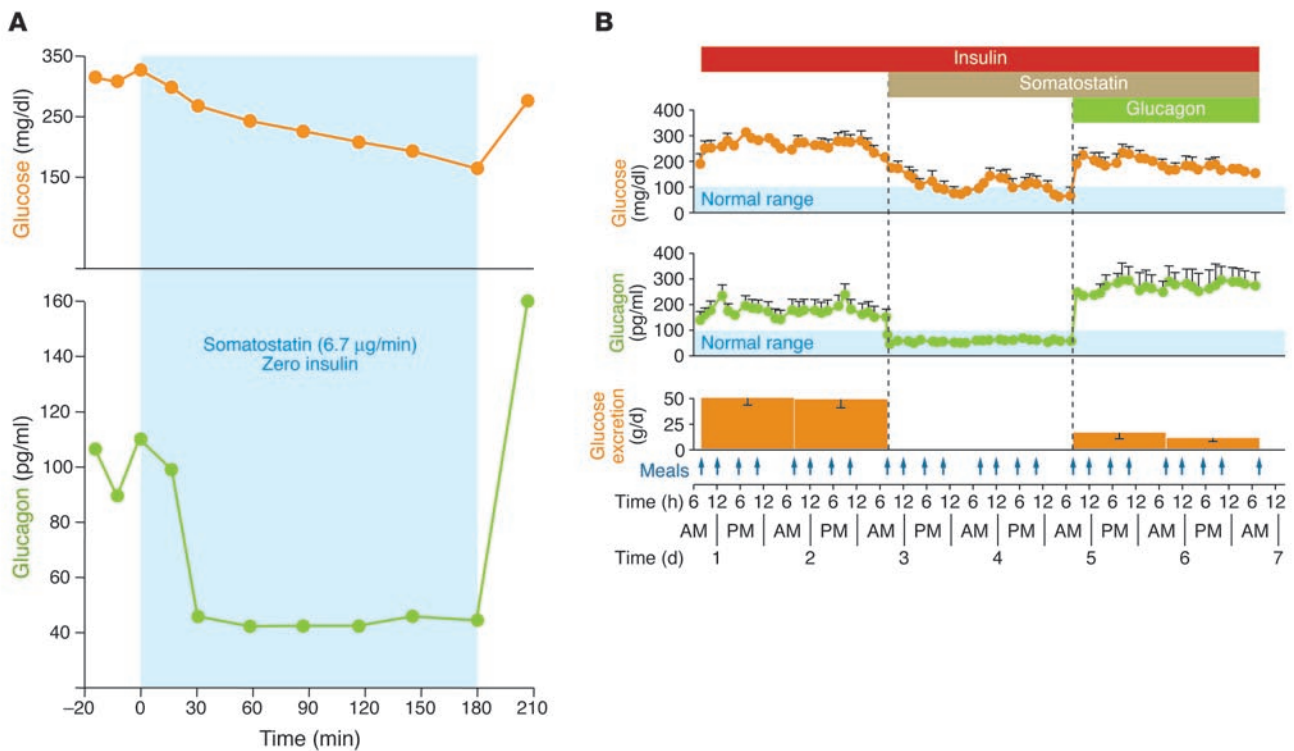 A
Glucose (mg/dl)
350
250
150
Somatostatin (6.7 µg/min)
Zero insulin
Glucagon (pg/ml)
160
140
120
100
80
60
40
–20 0 30 60 90 120 150 180 210
Time (min)
B
Insulin
Somatostatin
Glucagon
Glucose
(mg/dl)
400
300
200
100
0
Normal range
Glucagon
(pg/ml)
400
300
200
100
0
Normal range
Glucose
excretion
(g/d)
50
25
0
Meals
Time (h) 6 12 6 12 6 12 6 12 6 12 6 12 6 12 6 12 6 12 6 12 6 12 6 12 6 12
AM PM AM PM AM PM AM PM AM PM AM PM AM
Time (d) 1 2 3 4 5 6 7